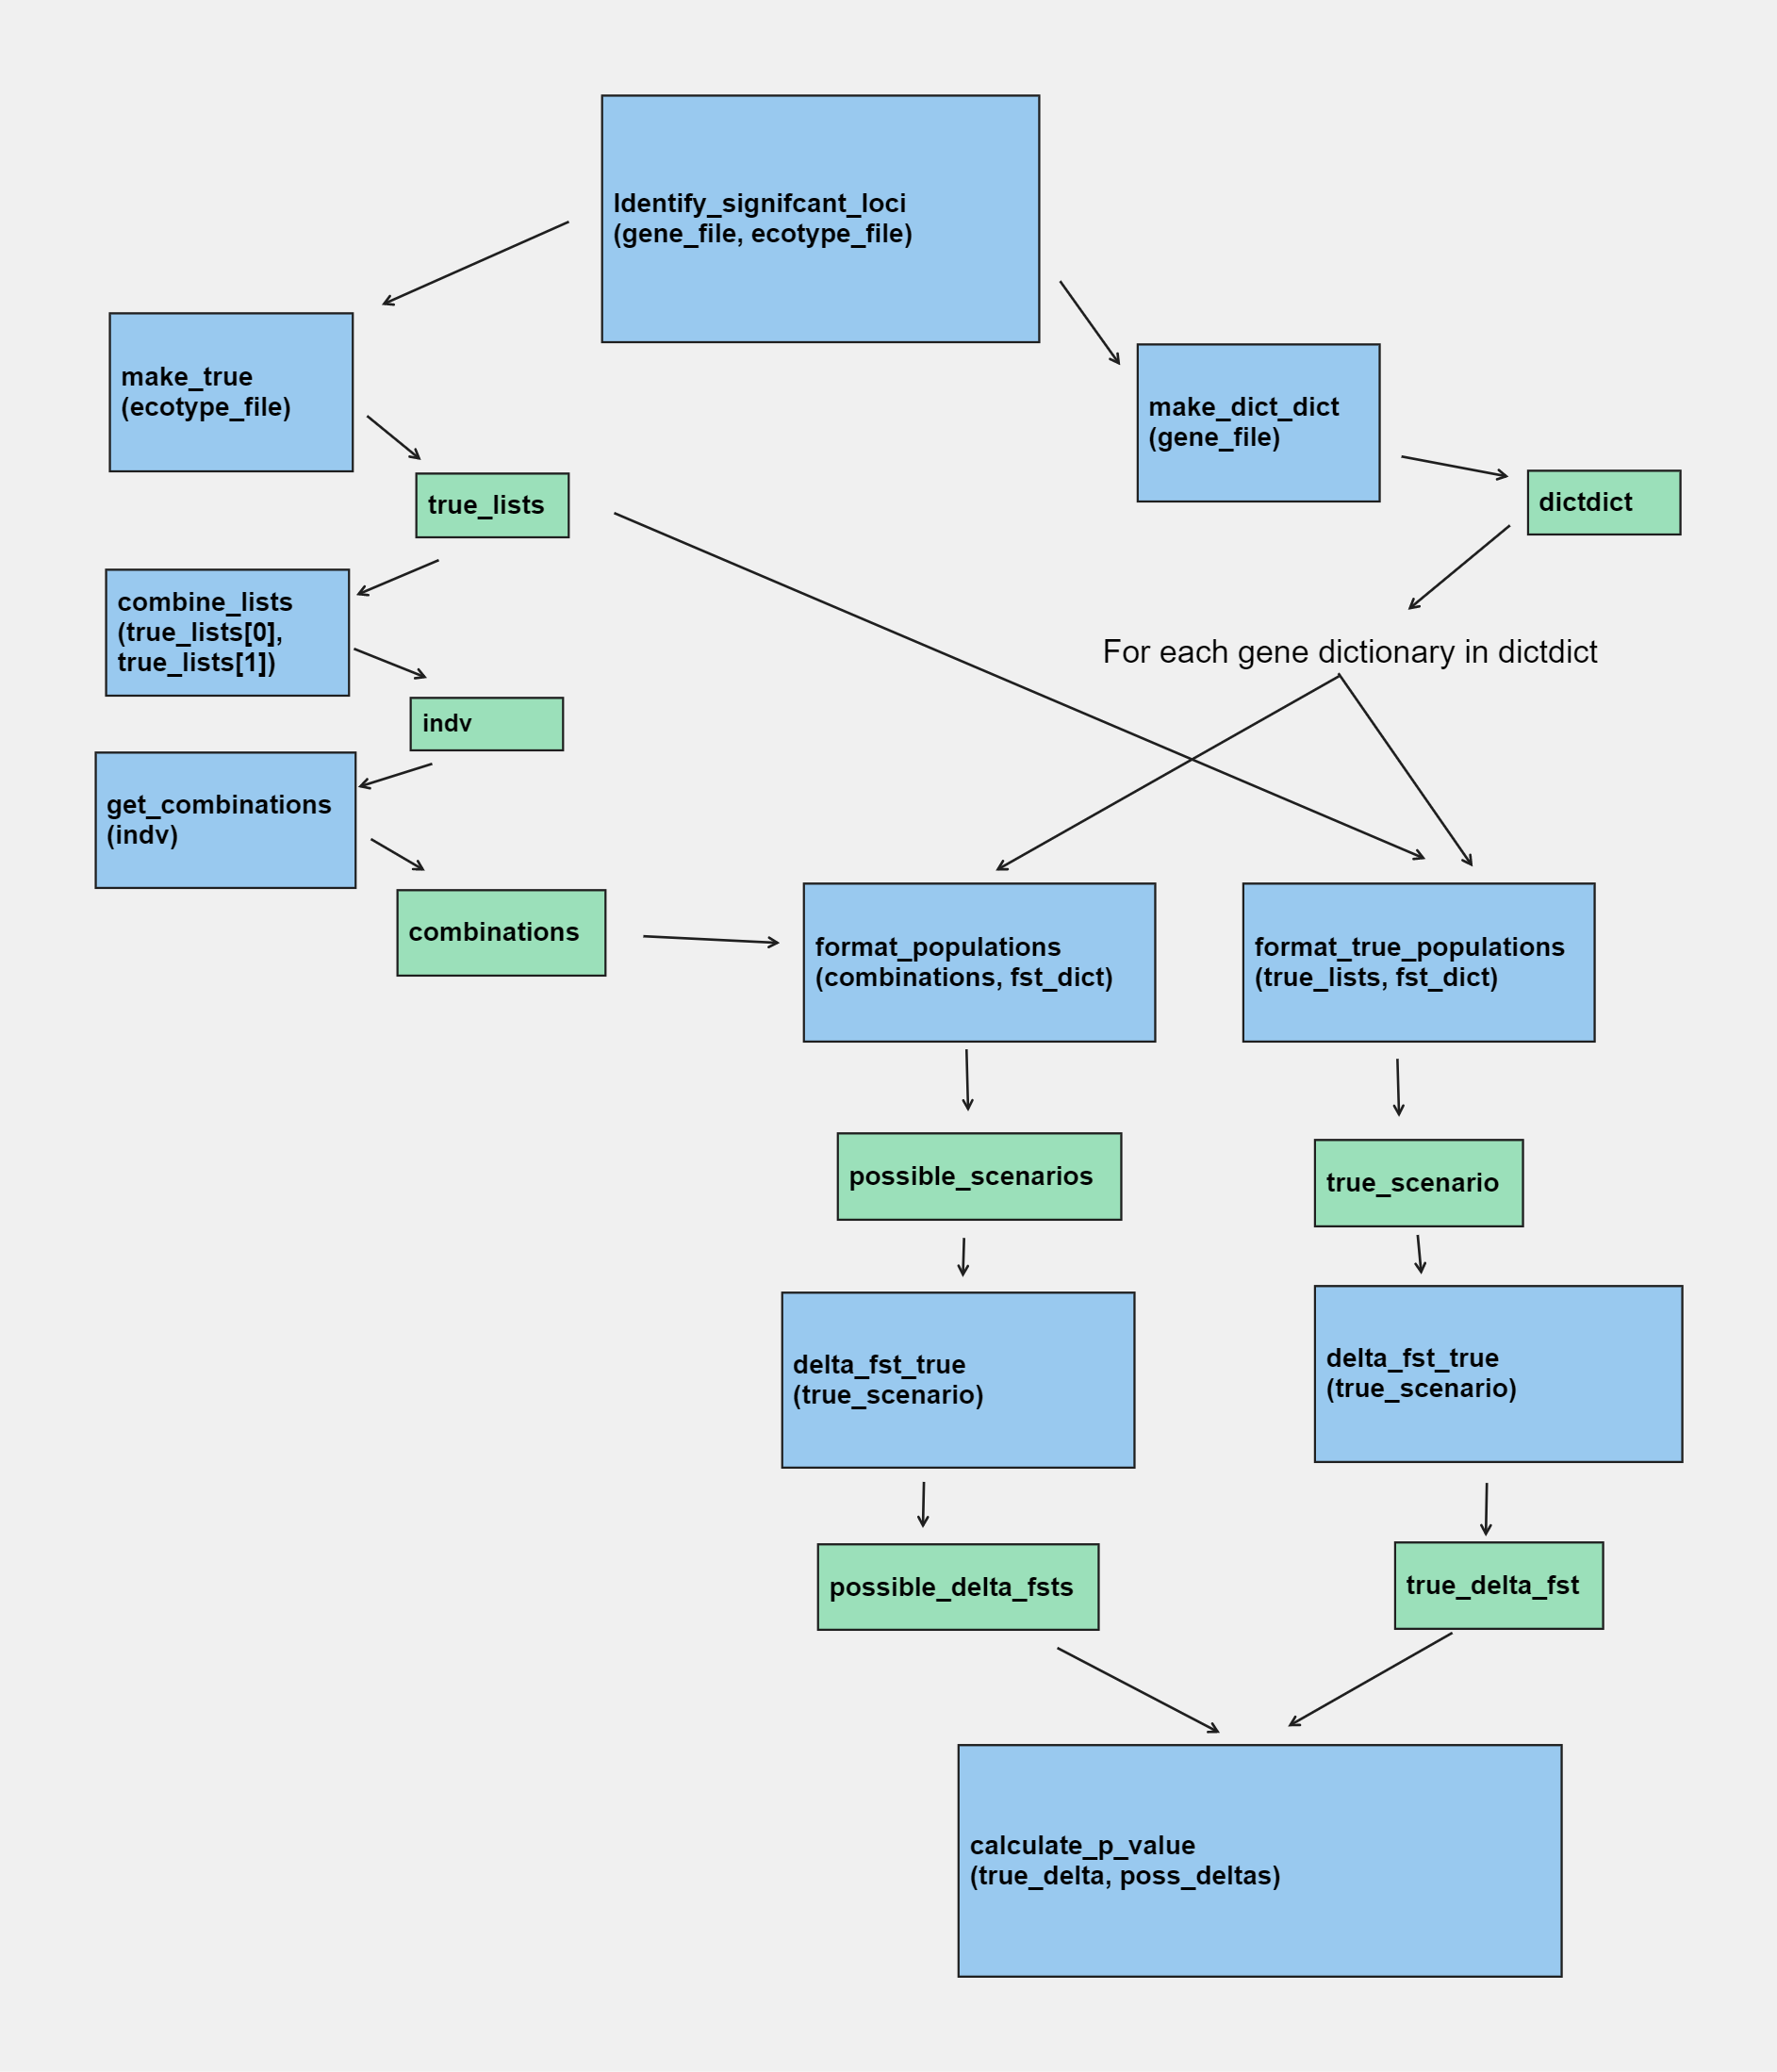 Identify_signifcant_loci
(gene_file, ecotype_file)
make_true
(ecotype_file)
make_dict_dict
(gene_file)
true_lists
dictdict
combine_lists
(true_lists[0],
true_lists[1])
For each gene dictionary in dictdict
indv
get_combinations
(indv)
combinations
format_populations
(combinations, fst_dict)
format_true_populations
(true_lists, fst_dict)
possible_scenarios
true_scenario
delta_fst_true
(true_scenario)
delta_fst_true
(true_scenario)
possible_delta_fsts
true_delta_fst
calculate_p_value
(true_delta, poss_deltas)